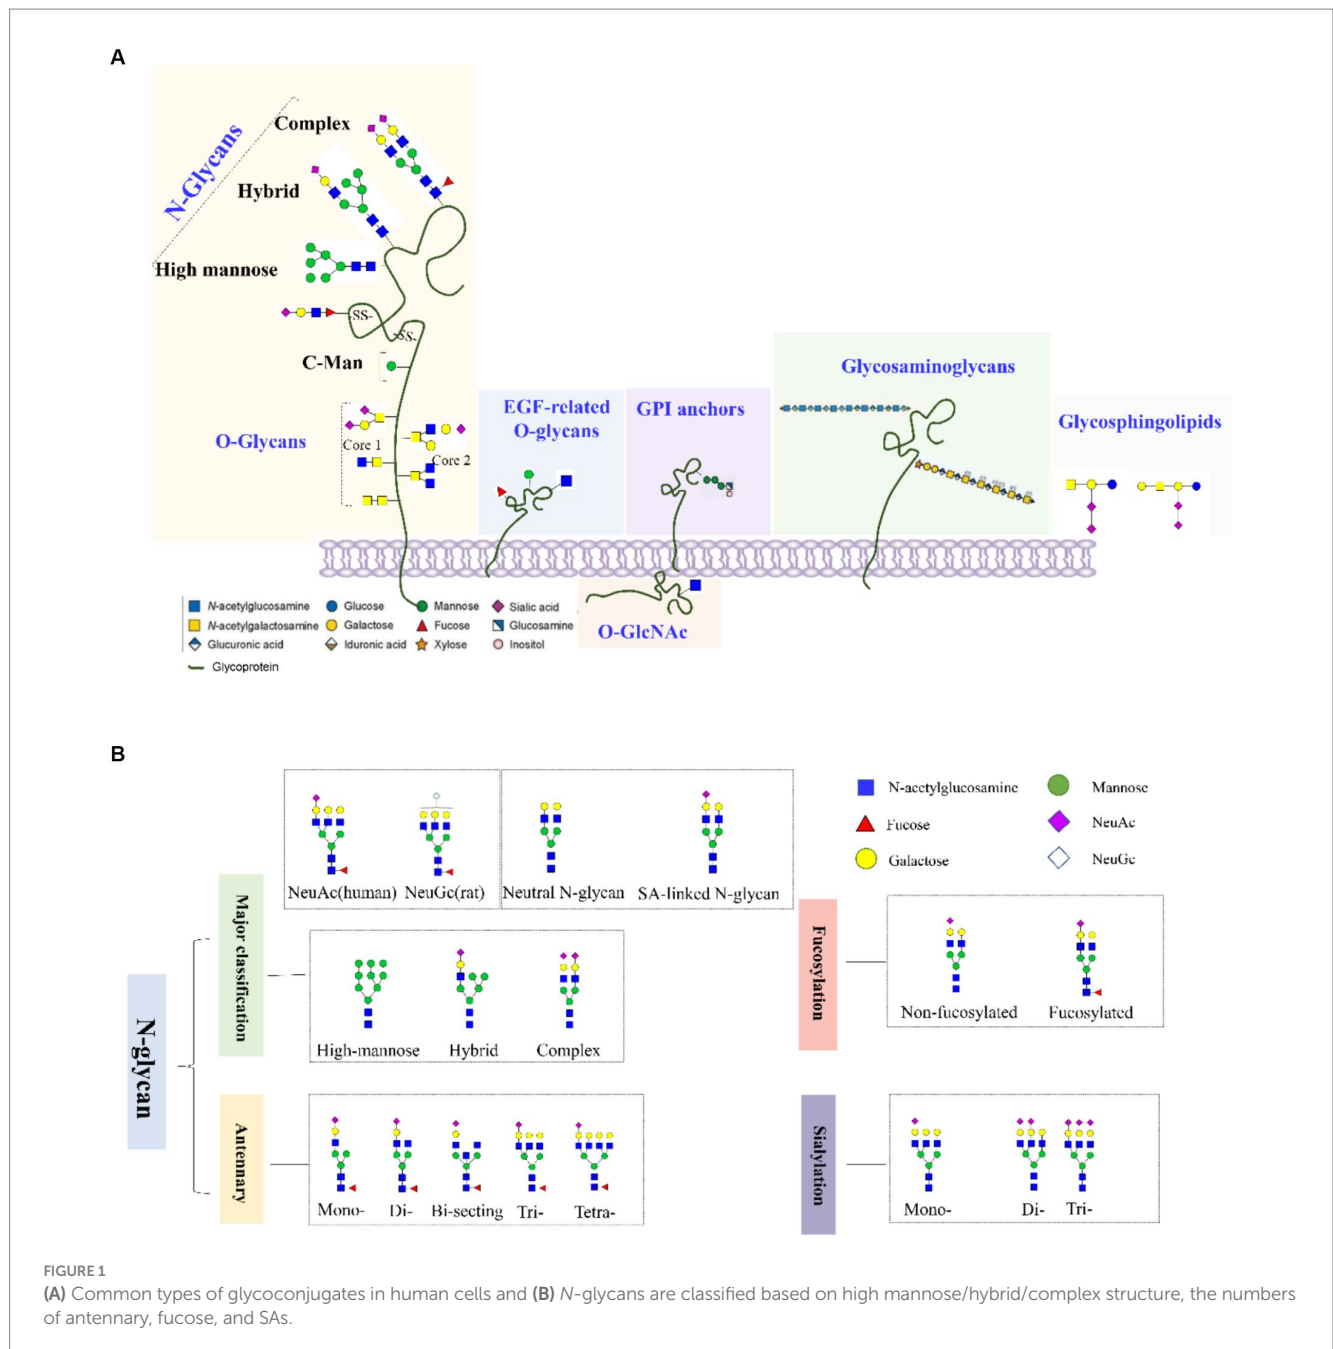 A
N-Glycans
Complex
Hybrid
High mannose
SS-
-SS-
C-Man
O-Glycans
Core 1
Core 2
EGF-related
O-glycans
GPI anchors
Glycosaminoglycans
Glycosphingolipids
O-GlcNAc
N-acetylglucosamine
Glucose
Mannose
Sialic acid
N-acetylgalactosamine
Galactose
Fucose
Glucosamine
Glucuronic acid
Iduronic acid
Xylose
Inositol
Glycoprotein
B
NeuAc(human)
NeuGc(rat)
Neutral N-glycan
SA-linked N-glycan
N-acetylglucosamine
Mannose
Fucose
NeuAc
Galactose
NeuGc
N-glycan
Major classification
High-mannose
Hybrid
Complex
Fucosylation
Non-fucosylated
Fucosylated
Antennary
Mono-
Di-
Bi-secting
Tri-
Tetra-
Sialylation
Mono-
Di-
Tri-
FIGURE 1
(A) Common types of glycoconjugates in human cells and (B) N-glycans are classified based on high mannose/hybrid/complex structure, the numbers
of antennary, fucose, and SAs.